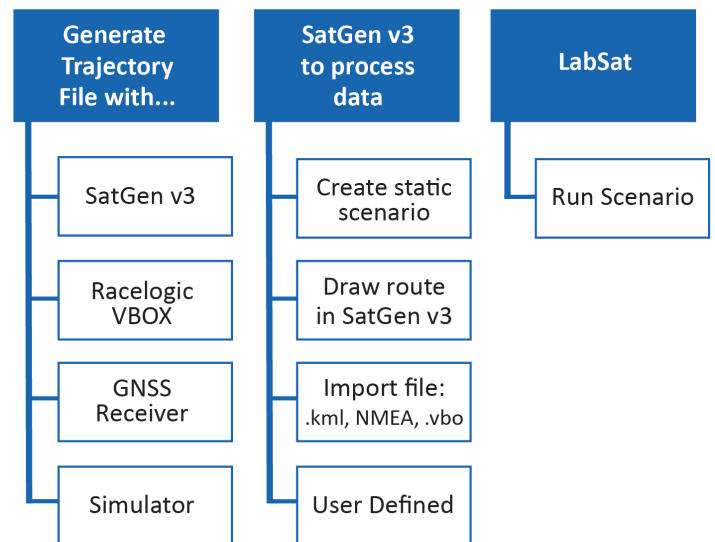 Generate
Trajectory
File with...
SatGen v3
Racelogic
VBOX
GNSS
Receiver
Simulator
SatGen v3
to process
data
Create static
scenario
Draw route
in SatGen v3
Import file:
.kml, NMEA, .vbo
User Defined
LabSat
Run Scenario